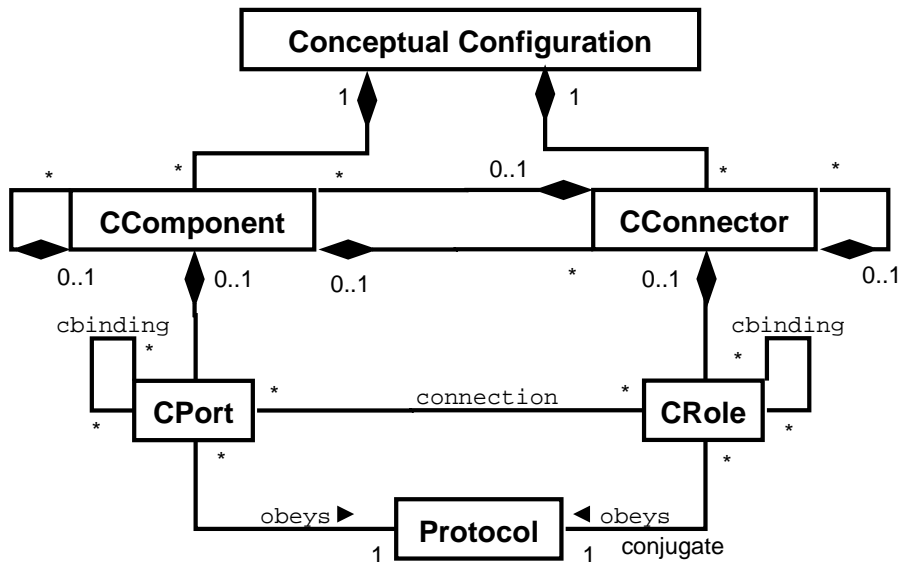 Conceptual Configuration
1 1
* *
* * 0..1 * *
CComponent CConnector
0..1 0..1 0..1 * 0..1 0..1
cbinding cbinding
* *
* connection *
CPort CRole
* * * *
obeys Protocol obeys
1 1 conjugate